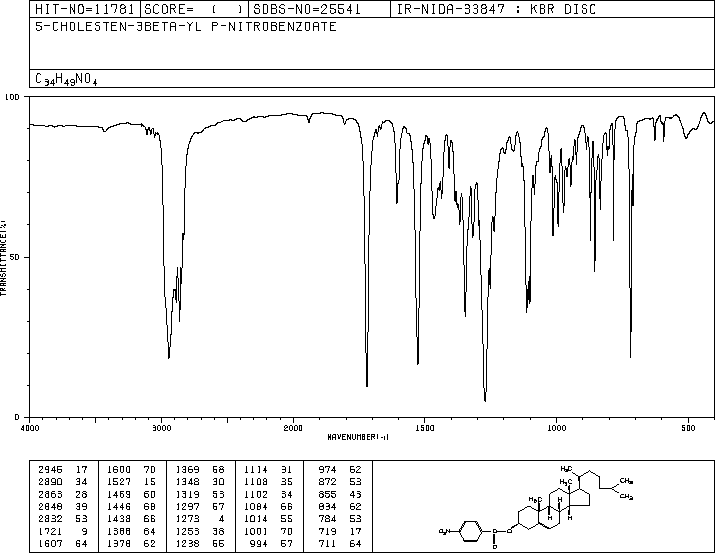 HIT-NO=11781 SCORE= ( ) SDBS-NO=25541 IR-NIDA-33847 : KBR DISC
5-CHOLESTEN-3BETA-YL P-NITROBENZOATE
C34H49NO4
100
TRANSMITTANCE(%)
50
0
4000 3000 2000 1500 1000 500
WAVENUMBER(-1)
2945 17 1600 70 1369 58 1114 31 974 62
2890 34 1527 15 1348 30 1108 35 872 53
2863 28 1469 60 1319 53 1102 34 855 43
2848 39 1446 68 1297 57 1084 66 834 62
2832 53 1438 66 1273 4 1014 55 784 53
1721 9 1388 64 1253 38 1001 70 719 17
1607 64 1378 62 1238 55 994 57 711 64
CH3
CH3
CH3
CH3
CH3
H
H
H
O2N
C
O
O